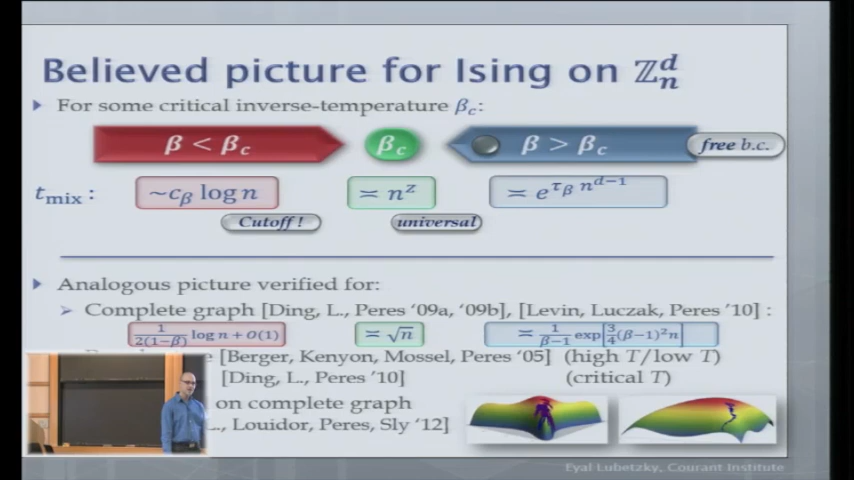 Believed picture for Ising on ℤₙᵈ
For some critical inverse-temperature β_c:
β < β_c
β_c
β > β_c
free b.c.
t_mix :
~c_β log n
≍ n^z
≍ e^{τ_β n^{d−1}}
Cutoff !
universal
Analogous picture verified for:
Complete graph [Ding, L., Peres '09a, '09b], [Levin, Luczak, Peres '10] :
1/2(1−β) log n + O(1)
≍ √n
≍ 1/β−1 exp[3/4(β−1)²n]
[Berger, Kenyon, Mossel, Peres '05] (high T/low T)
[Ding, L., Peres '10] (critical T)
on complete graph
L., Louidor, Peres, Sly '12]
Eyal Lubetzky, Courant Institute